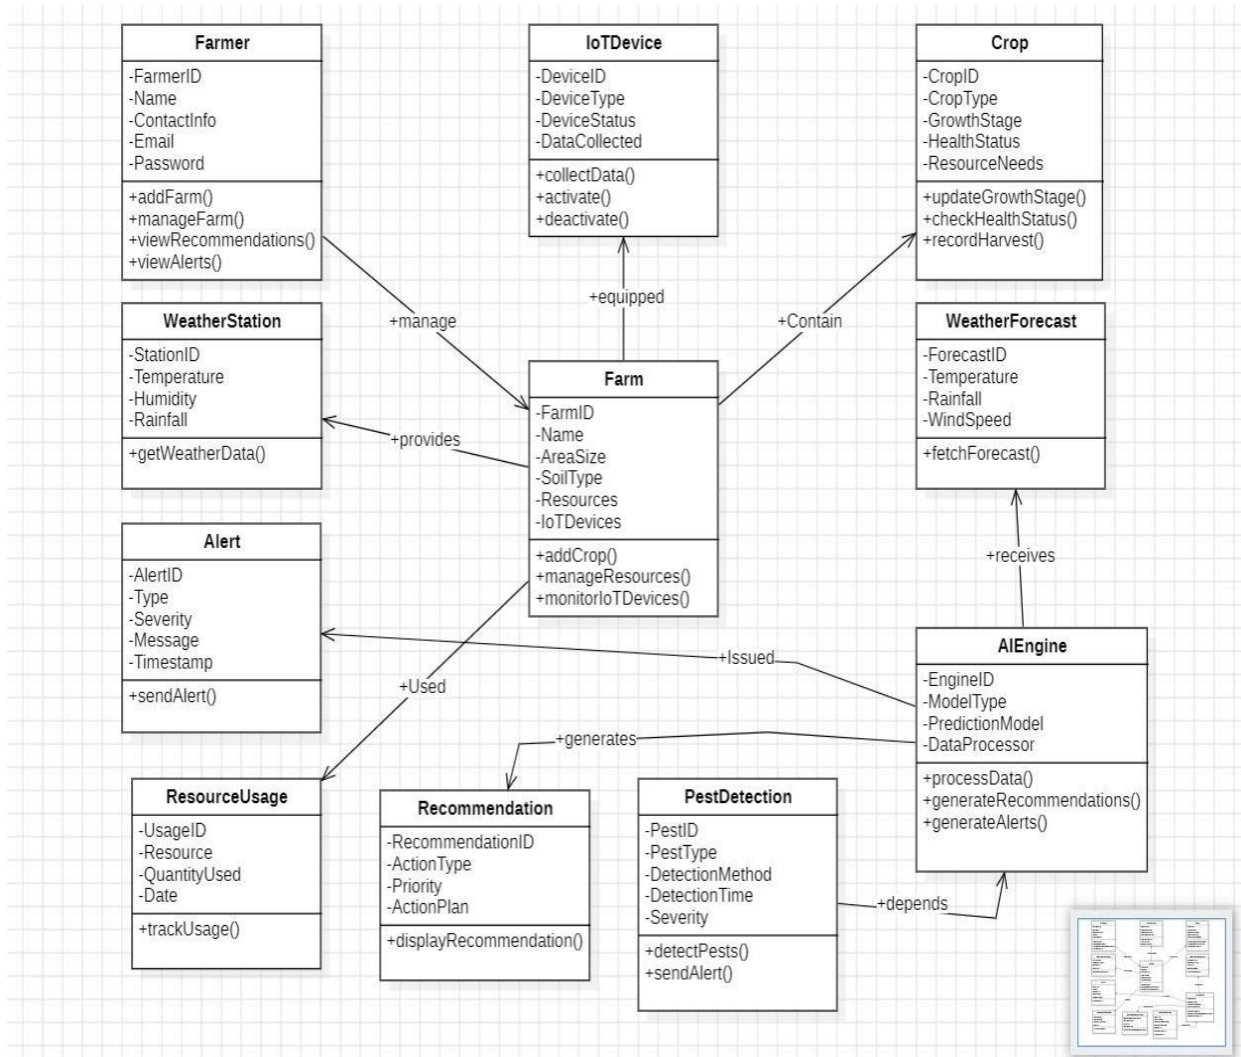 Farmer
-FarmerID
-Name
-ContactInfo
-Email
-Password
+addFarm()
+manageFarm()
+viewRecommendations()
+viewAlerts()
IoTDevice
-DeviceID
-DeviceType
-DeviceStatus
-DataCollected
+collectData()
+activate()
+deactivate()
Crop
-CropID
-CropType
-GrowthStage
-HealthStatus
-ResourceNeeds
+updateGrowthStage()
+checkHealthStatus()
+recordHarvest()
+equipped
+manage
+Contain
WeatherStation
-StationID
-Temperature
-Humidity
-Rainfall
+getWeatherData()
+provides
Farm
-FarmID
-Name
-AreaSize
-SoilType
-Resources
-IoTDevices
+addCrop()
+manageResources()
+monitorIoTDevices()
WeatherForecast
-ForecastID
-Temperature
-Rainfall
-WindSpeed
+fetchForecast()
+receives
Alert
-AlertID
-Type
-Severity
-Message
-Timestamp
+sendAlert()
+Issued
+Used
+generates
AIEngine
-EngineID
-ModelType
-PredictionModel
-DataProcessor
+processData()
+generateRecommendations()
+generateAlerts()
ResourceUsage
-UsageID
-Resource
-QuantityUsed
-Date
+trackUsage()
Recommendation
-RecommendationID
-ActionType
-Priority
-ActionPlan
+displayRecommendation()
PestDetection
-PestID
-PestType
-DetectionMethod
-DetectionTime
-Severity
+detectPests()
+sendAlert()
+depends